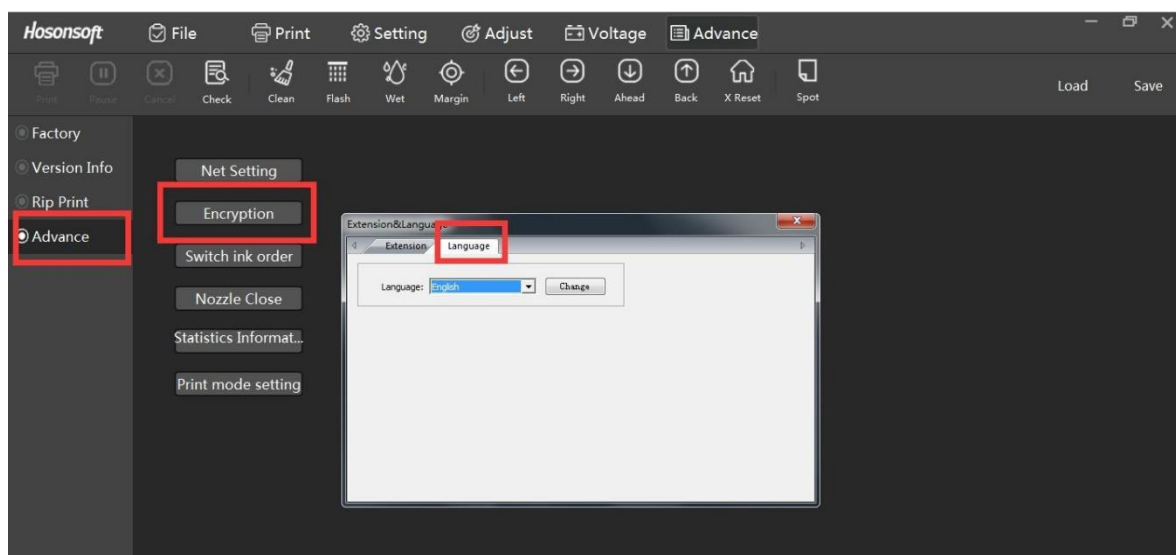 Hosonsoft File Print Setting Adjust Voltage Advance
Print Pause Cancel Check Clean Flash Wet Margin Left Right Ahead Back X Reset Spot Load Save
Factory
Version Info
Rip Print
Advance
Net Setting
Encryption
Switch ink order
Nozzle Close
Statistics Informat...
Print mode setting
Extension&Language
Extension Language
Language: English Change